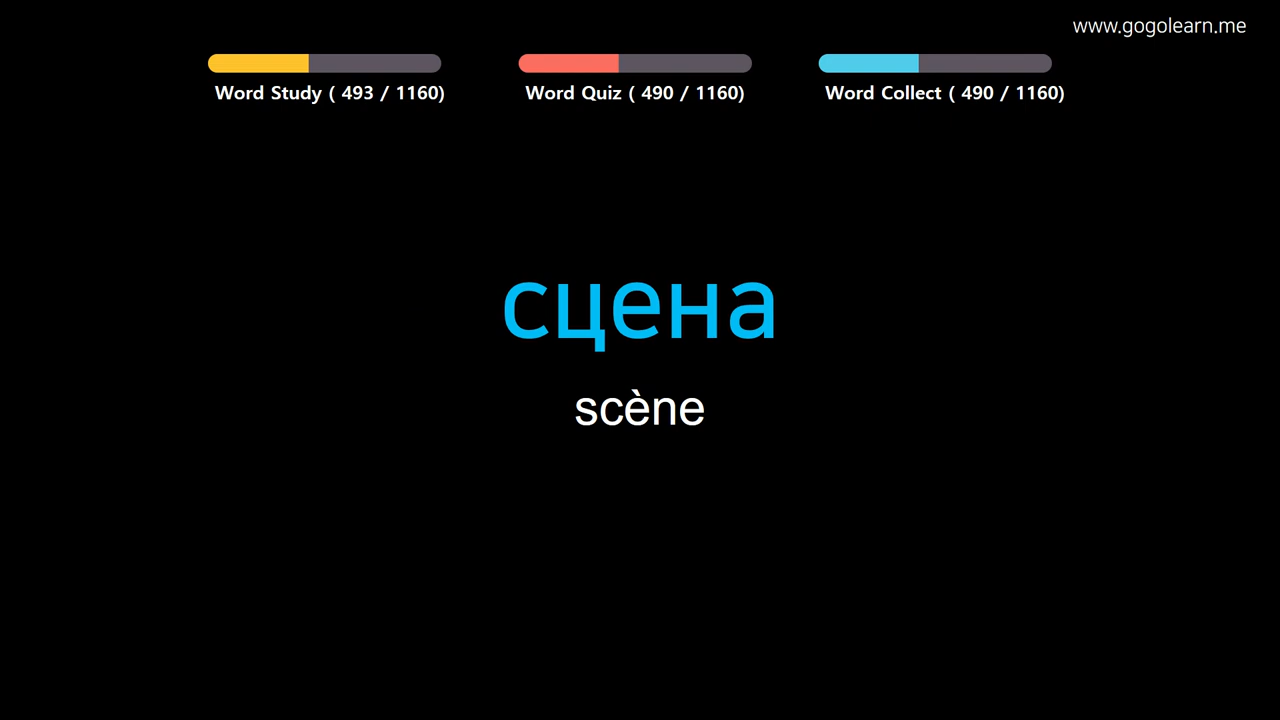 www.gogolearn.me
Word Study ( 493 / 1160)
Word Quiz ( 490 / 1160)
Word Collect ( 490 / 1160)
сцена
scène